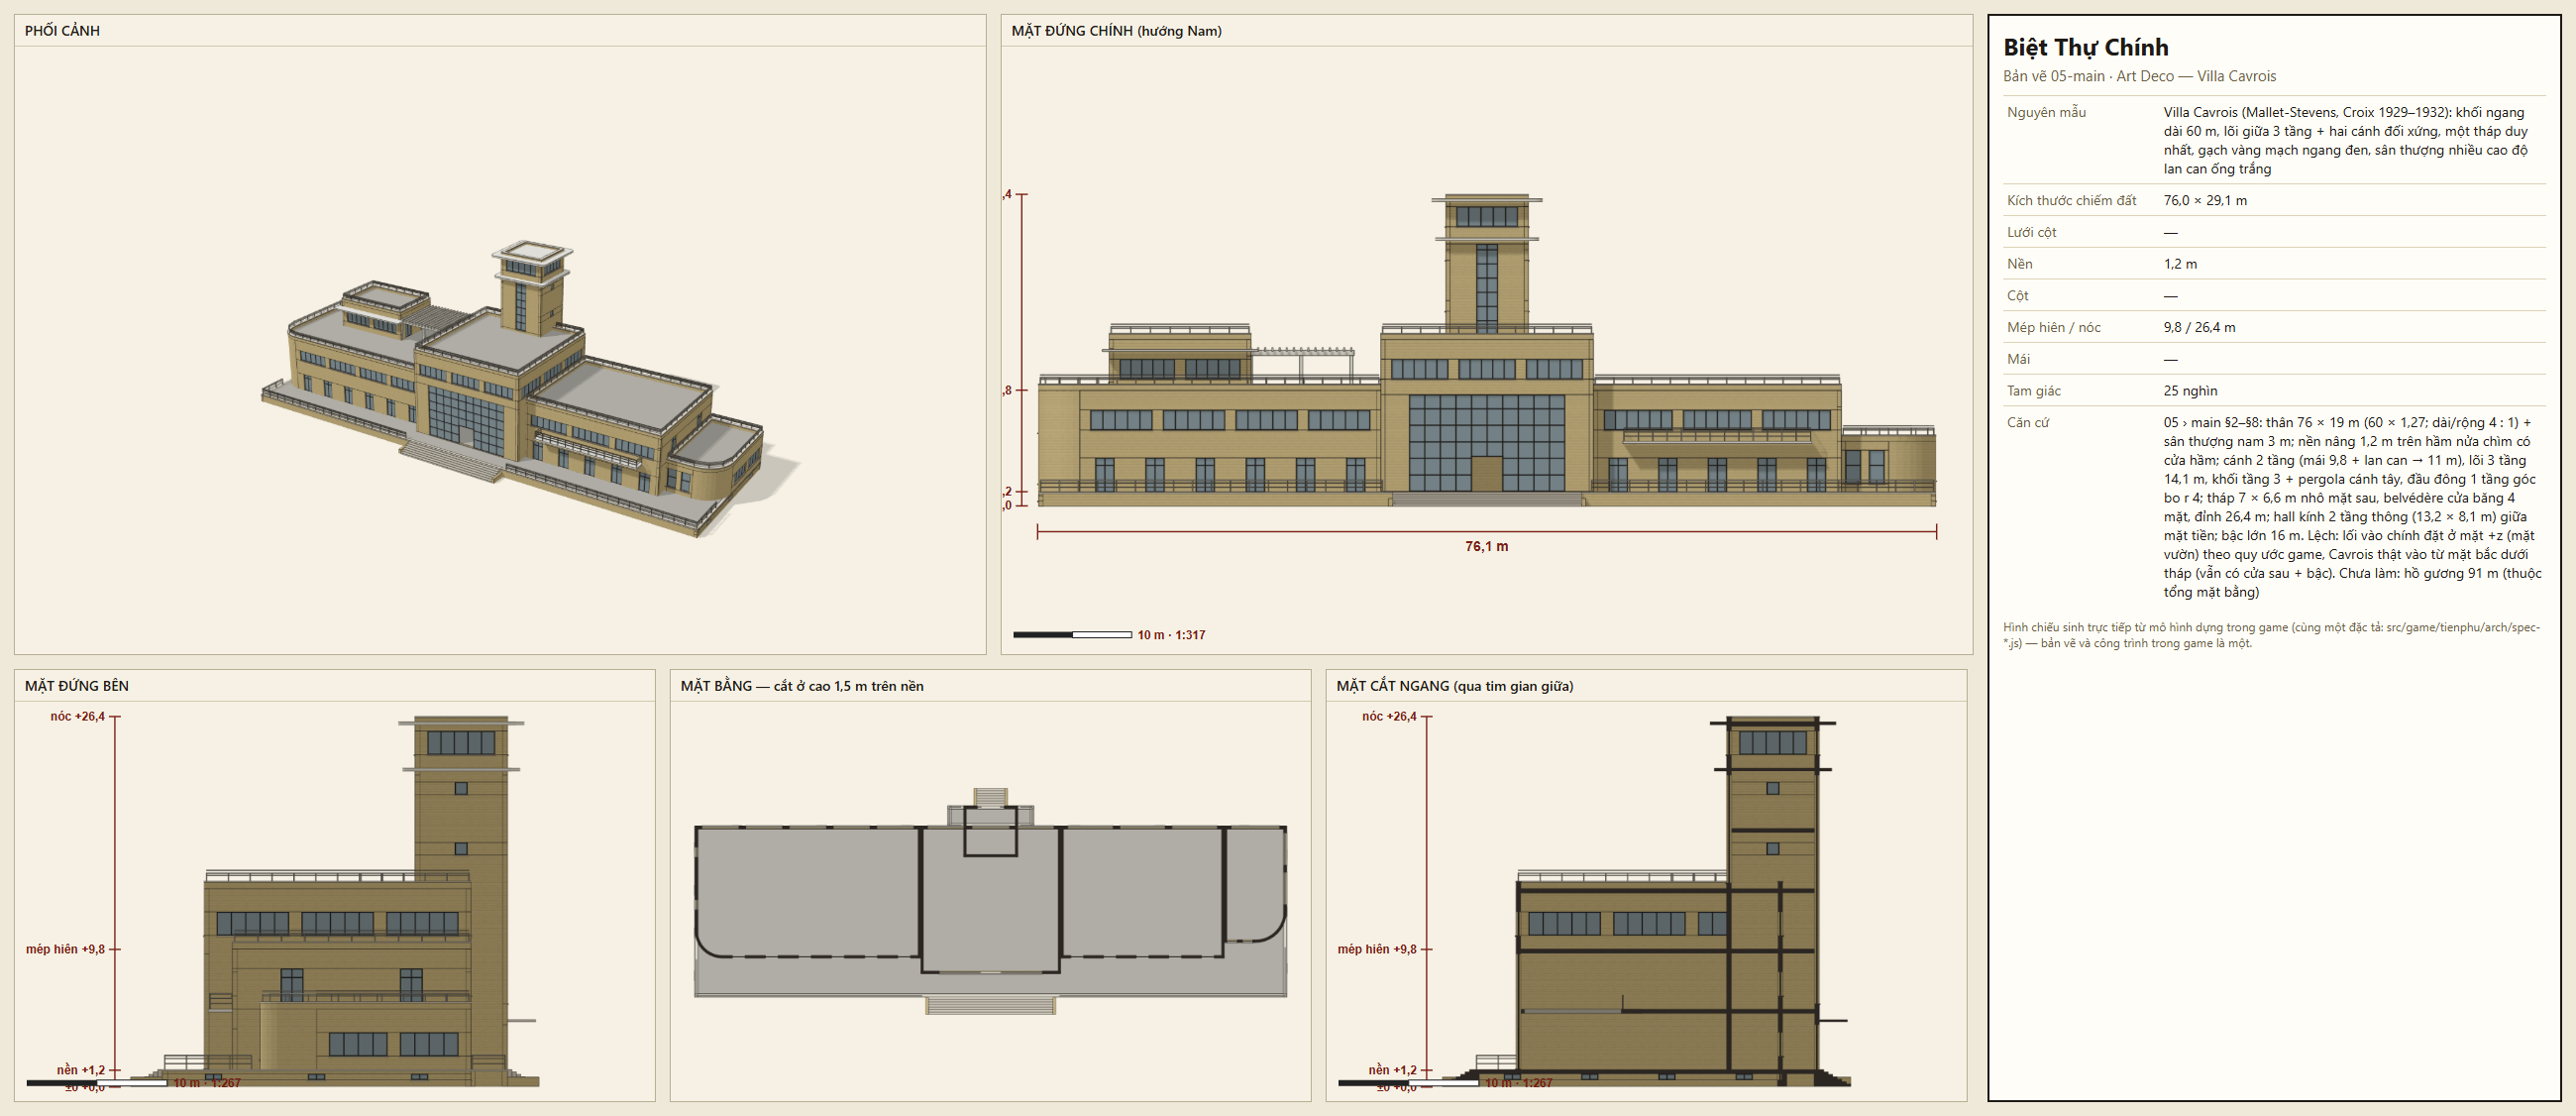 PHỐI CẢNH
MẶT ĐỨNG CHÍNH (hướng Nam)
,4
,8
,2
,0
76,1 m
10 m · 1:317
MẶT ĐỨNG BÊN
nóc +26,4
mép hiên +9,8
nền +1,2
±0 +0,0
10 m · 1:267
MẶT BẰNG — cắt ở cao 1,5 m trên nền
MẶT CẮT NGANG (qua tim gian giữa)
nóc +26,4
mép hiên +9,8
nền +1,2
±0 +0,0
10 m · 1:267
Biệt Thự Chính
Bản vẽ 05-main · Art Deco — Villa Cavrois
Nguyên mẫu
Villa Cavrois (Mallet-Stevens, Croix 1929–1932): khối ngang
dài 60 m, lõi giữa 3 tầng + hai cánh đối xứng, một tháp duy
nhất, gạch vàng mạch ngang đen, sân thượng nhiều cao độ
lan can ống trắng
Kích thước chiếm đất
76,0 × 29,1 m
Lưới cột
—
Nền
1,2 m
Cột
—
Mép hiên / nóc
9,8 / 26,4 m
Mái
—
Tam giác
25 nghìn
Căn cứ
05 › main §2–§8: thân 76 × 19 m (60 × 1,27; dài/rộng 4 : 1) +
sân thượng nam 3 m; nền nâng 1,2 m trên hầm nửa chìm có
cửa hầm; cánh 2 tầng (mái 9,8 + lan can → 11 m), lõi 3 tầng
14,1 m, khối tầng 3 + pergola cánh tây, đầu đông 1 tầng góc
bo r 4; tháp 7 × 6,6 m nhô mặt sau, belvédère cửa băng 4
mặt, đỉnh 26,4 m; hall kính 2 tầng thông (13,2 × 8,1 m) giữa
mặt tiền; bậc lớn 16 m. Lệch: lối vào chính đặt ở mặt +z (mặt
vườn) theo quy ước game, Cavrois thật vào từ mặt bắc dưới
tháp (vẫn có cửa sau + bậc). Chưa làm: hồ gương 91 m (thuộc
tổng mặt bằng)
Hình chiếu sinh trực tiếp từ mô hình dựng trong game (cùng một đặc tả: src/game/tienphu/arch/spec-
*.js) — bản vẽ và công trình trong game là một.